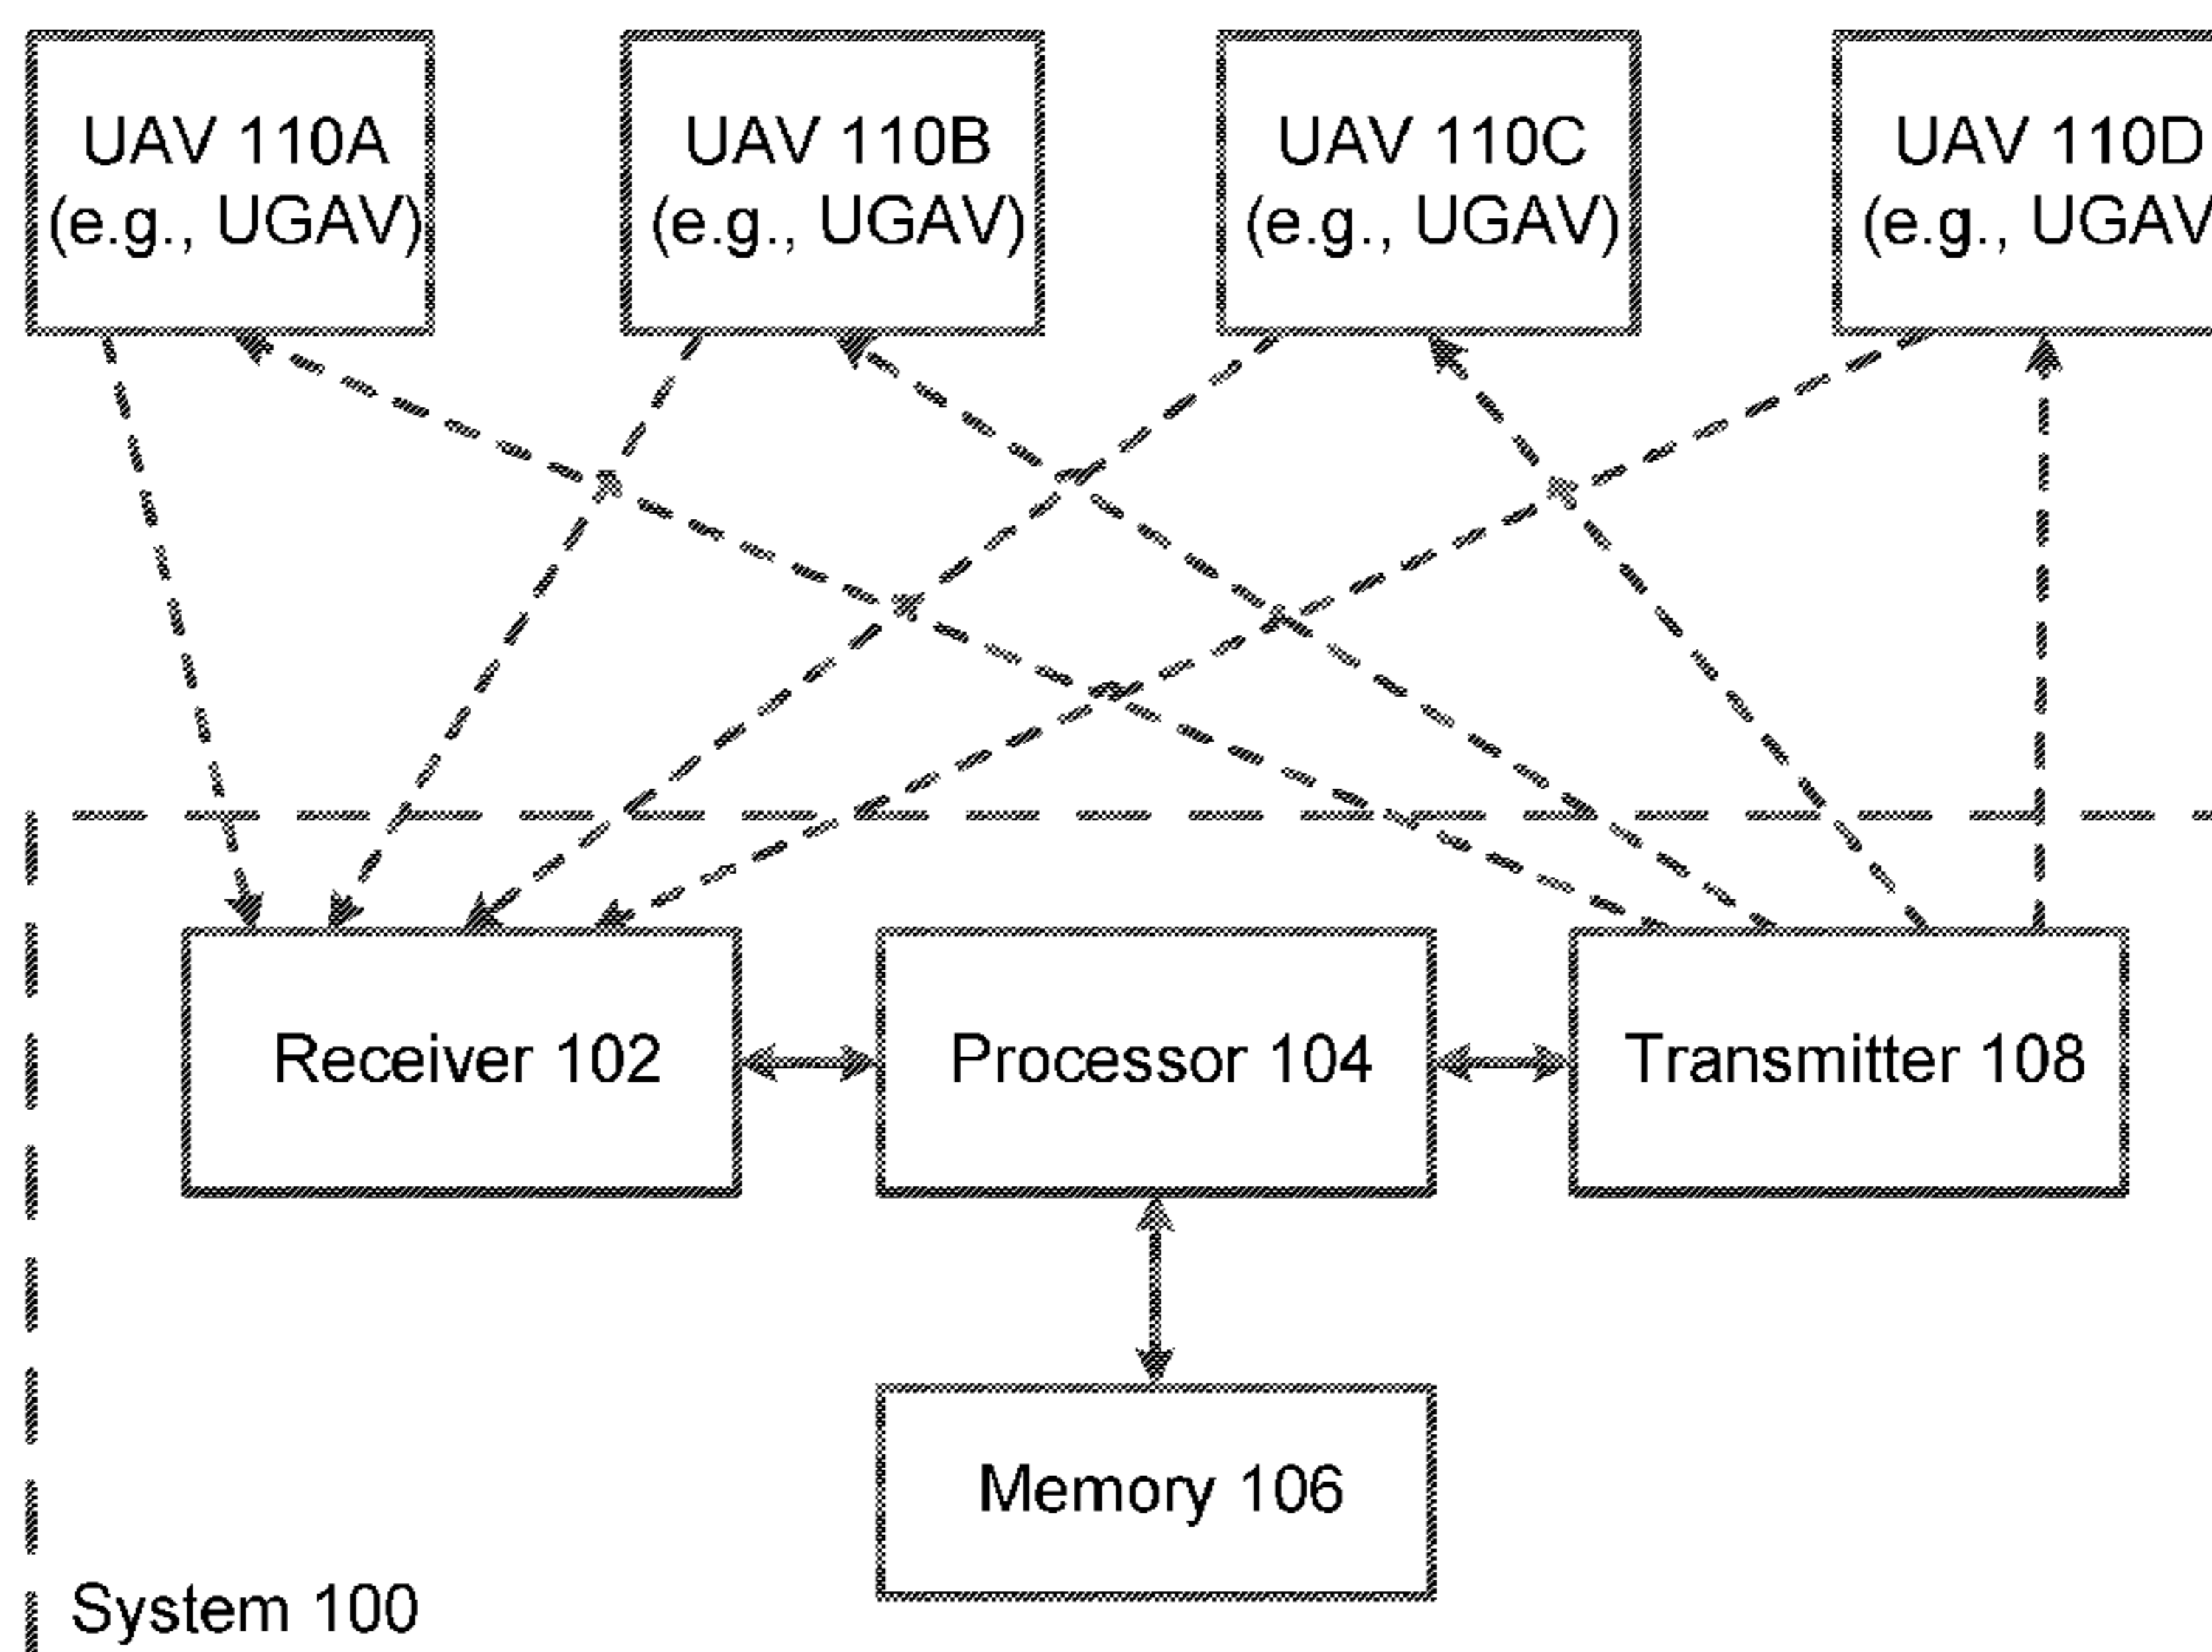 UAV 110A
(e.g., UGAV)
UAV 110B
(e.g., UGAV)
UAV 110C
(e.g., UGAV)
UAV 110D
(e.g., UGAV
Receiver 102
Processor 104
Transmitter 108
Memory 106
System 100